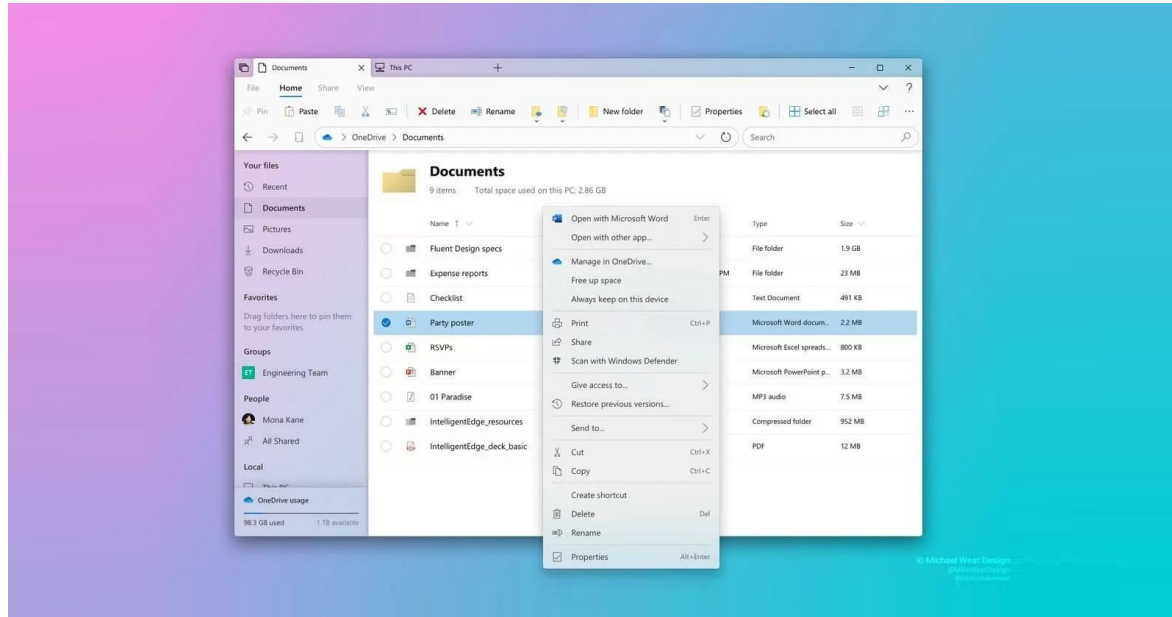 Documents
This PC
File Home Share View
Pin Paste Delete Rename New folder Properties Select all
OneDrive > Documents
Search
Your files
Recent
Documents
Pictures
Downloads
Recycle Bin
Favorites
Drag folders here to pin them
to your favorites
Groups
ET Engineering Team
People
Mona Kane
All Shared
Local
This PC
OneDrive usage
98.3 GB used 1 TB available
Documents
9 items Total space used on this PC: 2.86 GB
Name Type Size
Fluent Design specs File folder 1.9 GB
Expense reports PM File folder 23 MB
Checklist Text Document 491 KB
Party poster Microsoft Word docum... 2.2 MB
RSVPs Microsoft Excel spreads... 800 KB
Banner Microsoft PowerPoint p... 3.2 MB
01 Paradise MP3 audio 7.5 MB
IntelligentEdge_resources Compressed folder 952 MB
IntelligentEdge_deck_basic PDF 12 MB
Open with Microsoft Word Enter
Open with other app...
Manage in OneDrive...
Free up space
Always keep on this device
Print Ctrl+P
Share
Scan with Windows Defender
Give access to...
Restore previous versions...
Send to...
Cut Ctrl+X
Copy Ctrl+C
Create shortcut
Delete Del
Rename
Properties Alt+Enter
© Michael West Design